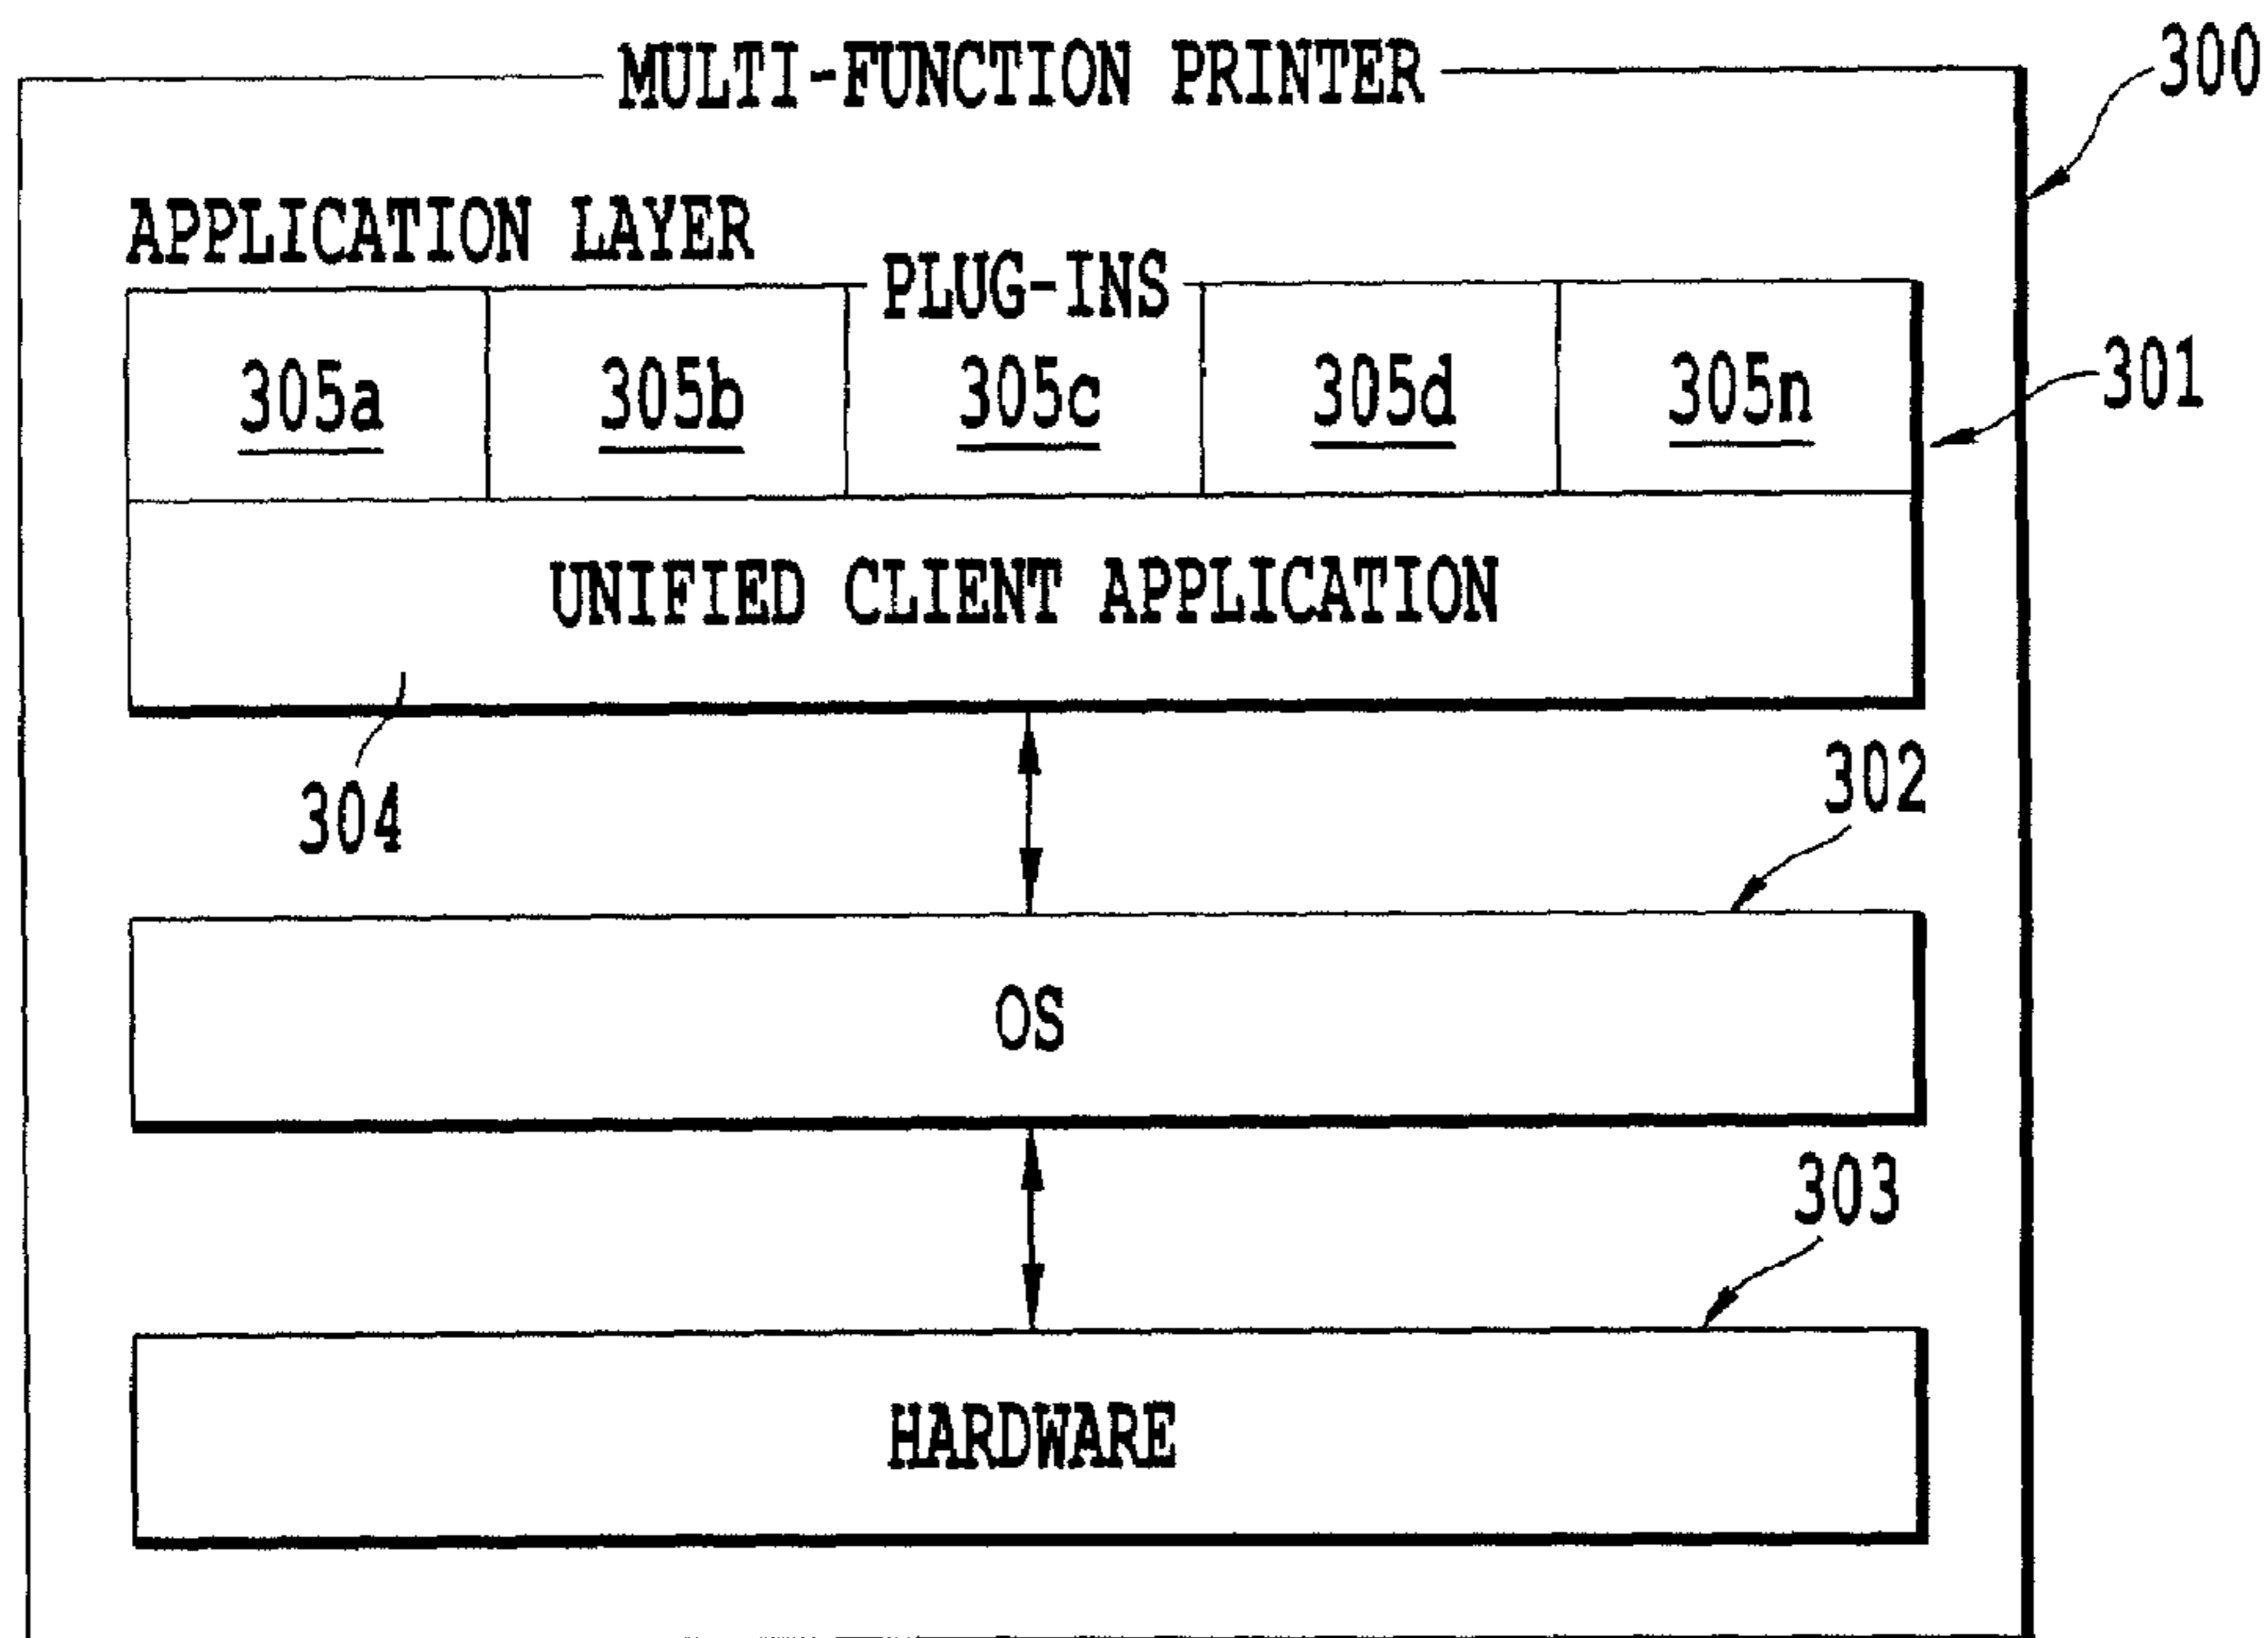 MULTI-FUNCTION PRINTER
300
APPLICATION LAYER
PLUG-INS
305a 305b 305c 305d 305n
301
UNIFIED CLIENT APPLICATION
304
302
OS
303
HARDWARE